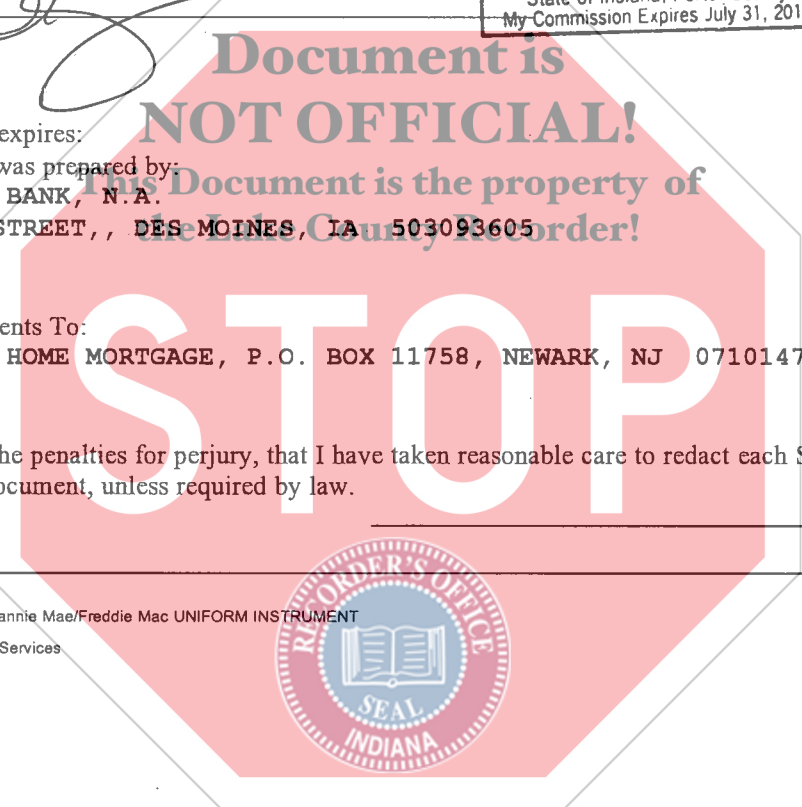 State of Indiana,
My Commission Expires July 31, 201
Document is
NOT OFFICIAL!
expires:
was prepared by:
This Document is the property of
BANK, N.A.
STREET,, DES MOINES, IA 503093605
the Lake County Recorder!
STOP
ents To:
HOME MORTGAGE, P.O. BOX 11758, NEWARK, NJ 0710147
he penalties for perjury, that I have taken reasonable care to redact each S
ocument, unless required by law.
annie Mae/Freddie Mac UNIFORM INSTRUMENT
Services
RECORDER'S OFFICE
SEAL
INDIANA